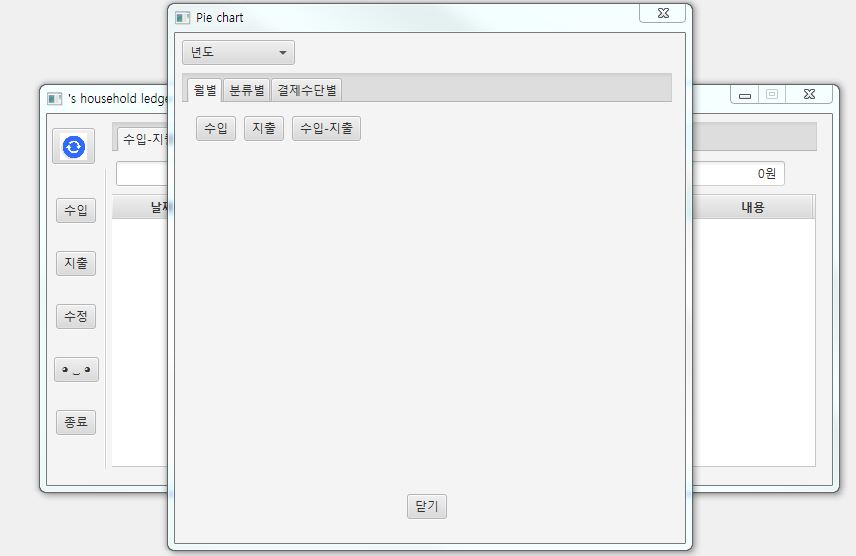 Pie chart
년도
월별 분류별 결제수단별
수입 지출 수입-지출
닫기
's household ledge
수입-지출
0원
날짜 내용
수입
지출
수정
◕ ‿ ◕
종료